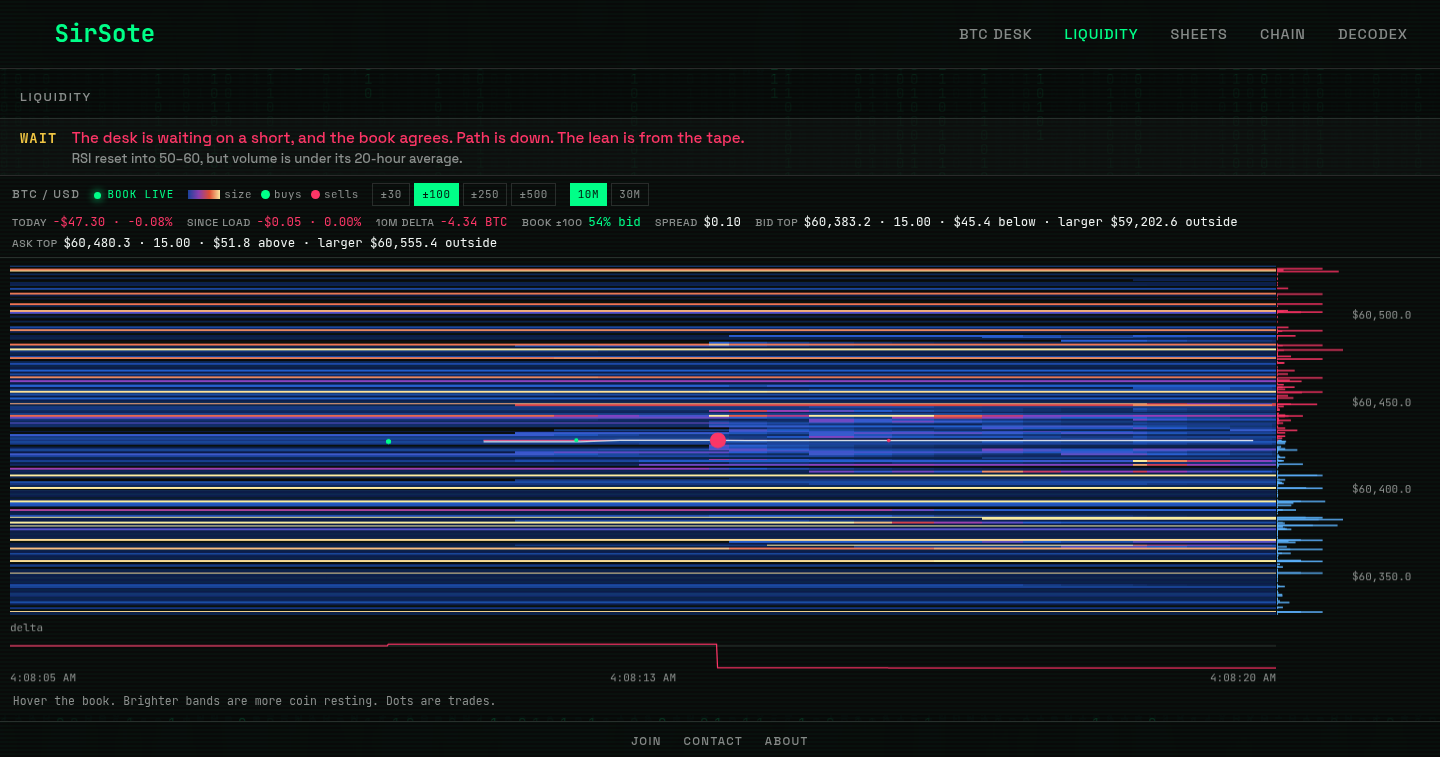 SirSote
BTC DESK LIQUIDITY SHEETS CHAIN DECODEX
LIQUIDITY
WAIT The desk is waiting on a short, and the book agrees. Path is down. The lean is from the tape.
RSI reset into 50–60, but volume is under its 20-hour average.
BTC / USD BOOK LIVE size buys sells ±30 ±100 ±250 ±500 10M 30M
TODAY -$47.30 · -0.08% SINCE LOAD -$0.05 · 0.00% 10M DELTA -4.34 BTC BOOK ±100 54% bid SPREAD $0.10 BID TOP $60,383.2 · 15.00 · $45.4 below · larger $59,202.6 outside
ASK TOP $60,480.3 · 15.00 · $51.8 above · larger $60,555.4 outside
$60,500.0
$60,450.0
$60,400.0
$60,350.0
delta
4:08:05 AM 4:08:13 AM 4:08:20 AM
Hover the book. Brighter bands are more coin resting. Dots are trades.
JOIN CONTACT ABOUT